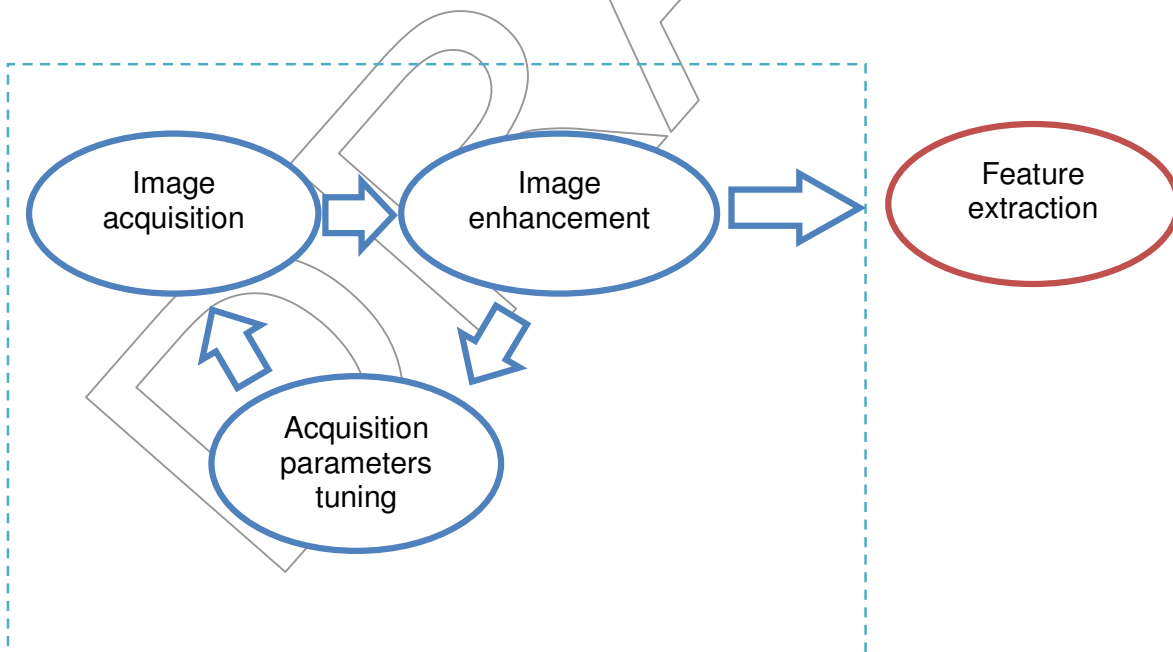 Image
acquisition
Image
enhancement
Feature
extraction
Acquisition
parameters
tuning